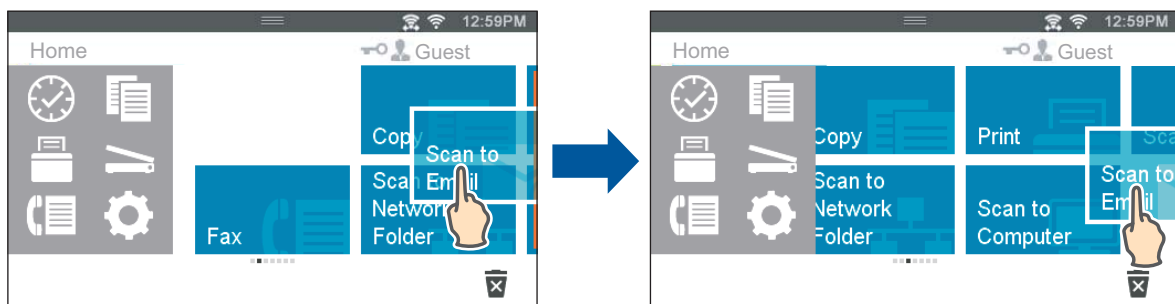 12:59PM
Home
Guest
Copy
Scan to
Email
Scan
Network
Folder
Fax
12:59PM
Home
Guest
Copy
Print
Sca
Scan to
Email
Scan to
Network
Folder
Scan to
Computer